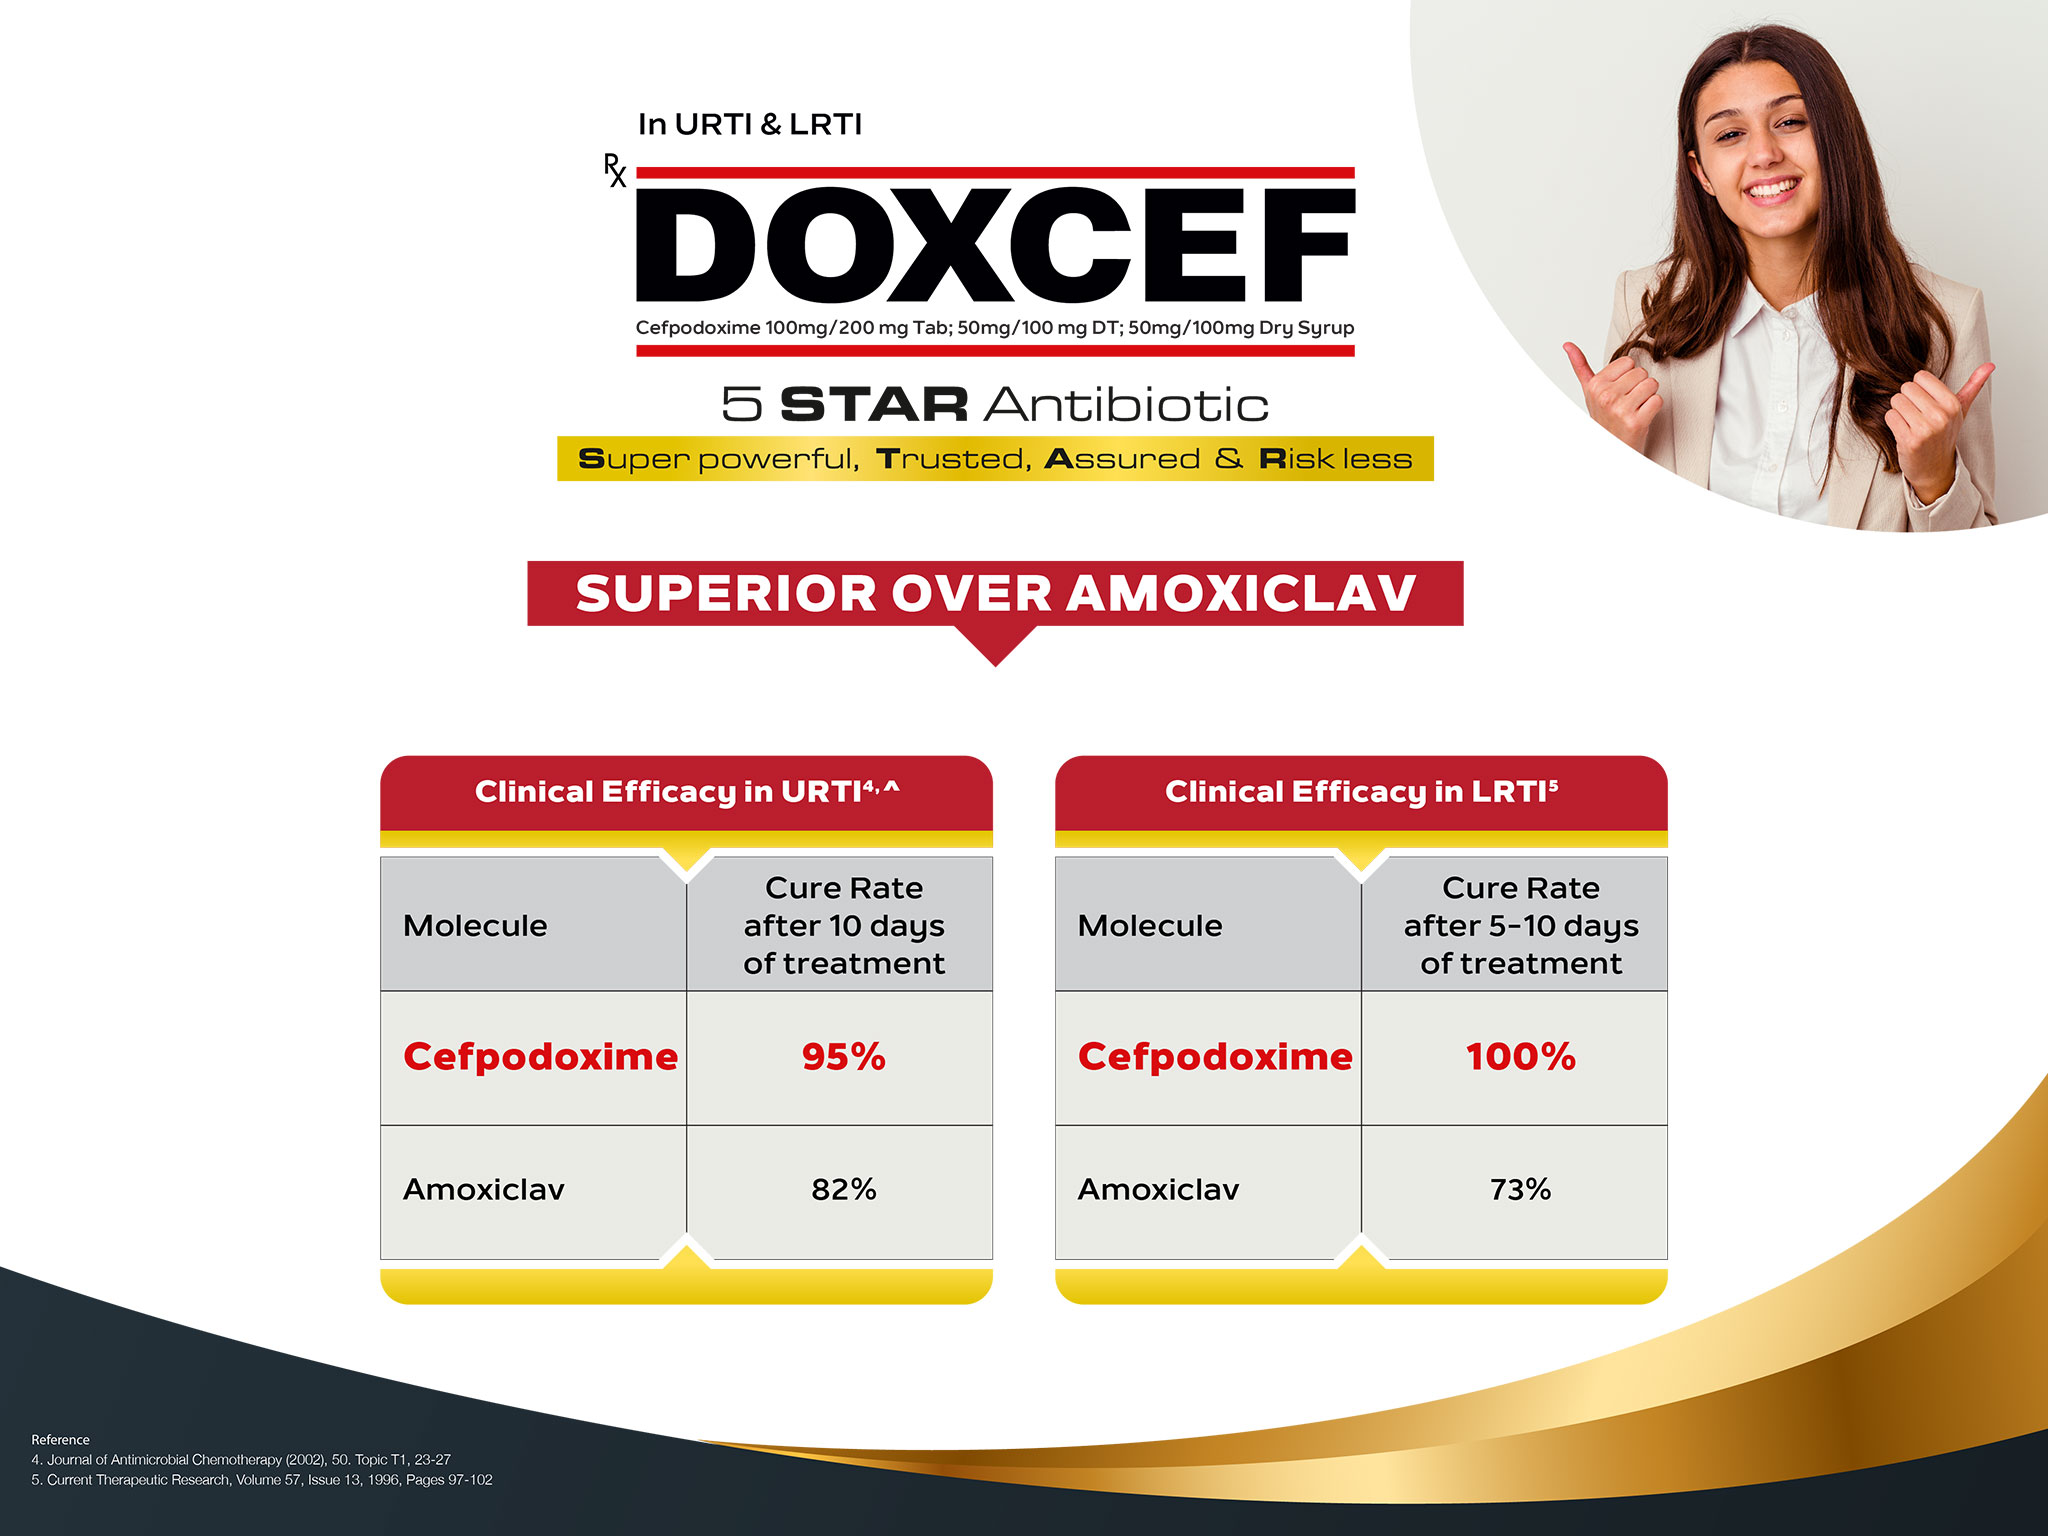 In URTI & LRTI
Rx
DOXCEF
Cefpodoxime 100mg/200 mg Tab; 50mg/100 mg DT; 50mg/100mg Dry Syrup
5 STAR Antibiotic
Super powerful, Trusted, Assured & Risk less
SUPERIOR OVER AMOXICLAV
Clinical Efficacy in URTI⁴,^
Molecule
Cure Rate
after 10 days
of treatment
Cefpodoxime 95%
Amoxiclav 82%
Clinical Efficacy in LRTI⁵
Molecule
Cure Rate
after 5-10 days
of treatment
Cefpodoxime 100%
Amoxiclav 73%
Reference
4. Journal of Antimicrobial Chemotherapy (2002), 50. Topic T1, 23-27
5. Current Therapeutic Research, Volume 57, Issue 13, 1996, Pages 97-102